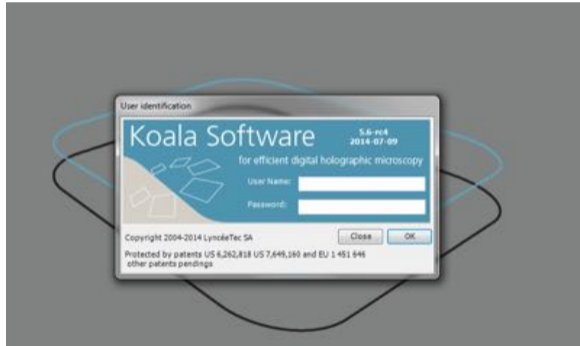 User identification
Koala Software
5.6-rc4
2014-07-09
for efficient digital holographic microscopy
User Name:
Password:
Copyright 2004-2014 LyncéeTec SA
Close
OK
Protected by patents US 6,262,818 US 7,649,160 and EU 1 451 646
other patents pendings